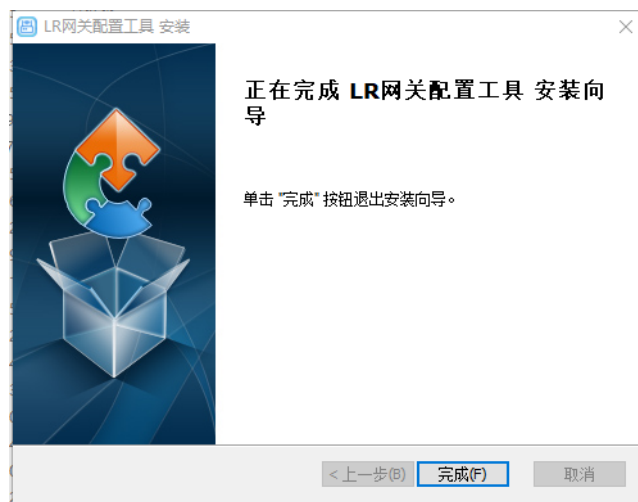 LR网关配置工具 安装
正在完成 LR网关配置工具 安装向
导
单击 "完成" 按钮退出安装向导。
<上一步(B)
完成(F)
取消